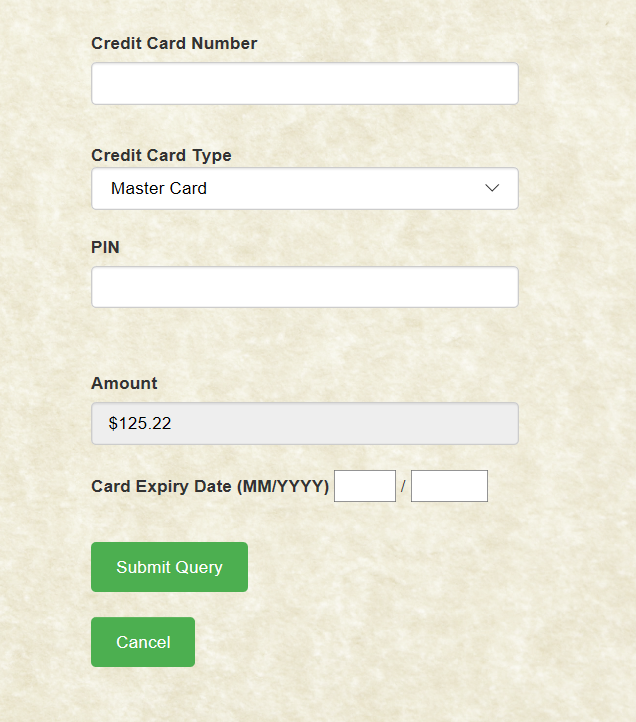 Credit Card Number
Credit Card Type
Master Card
PIN
Amount
$125.22
Card Expiry Date (MM/YYYY) /
Submit Query
Cancel